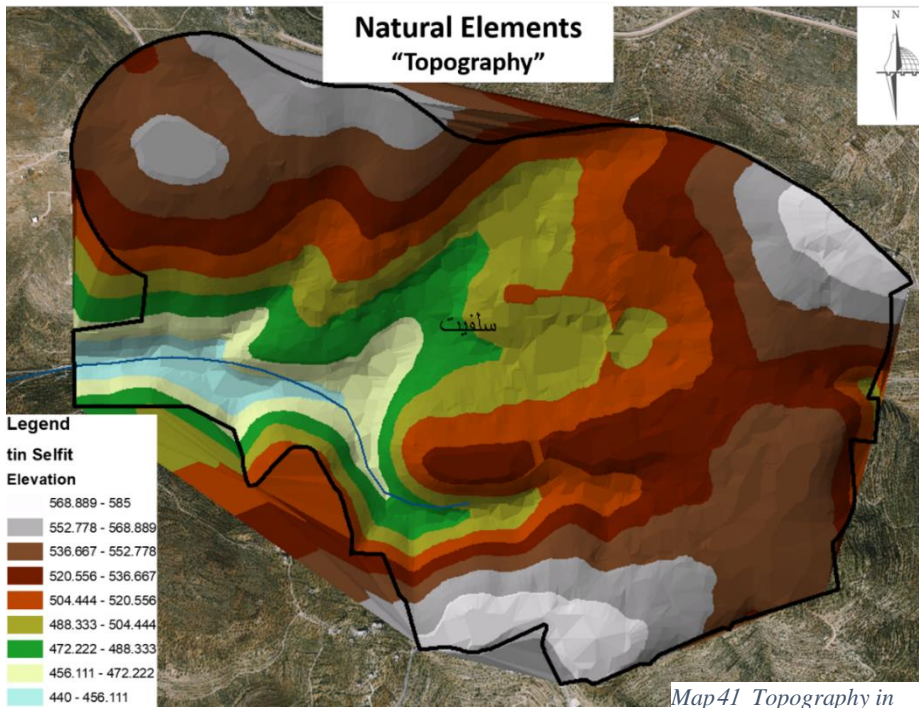 Natural Elements
“Topography”
N
سلفيت
Legend
tin Selfit
Elevation
568.889 - 585
552.778 - 568.889
536.667 - 552.778
520.556 - 536.667
504.444 - 520.556
488.333 - 504.444
472.222 - 488.333
456.111 - 472.222
440 - 456.111
Map41 Topography in